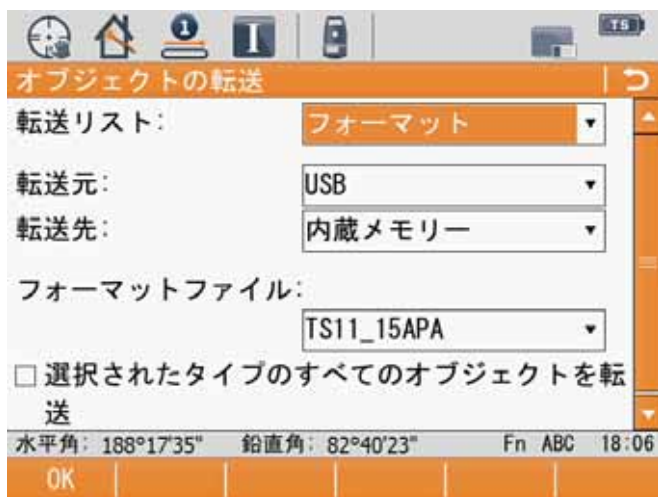 1
I
TS
オブジェクトの転送
転送リスト: フォーマット
転送元: USB
転送先: 内蔵メモリー
フォーマットファイル:
TS11_15APA
選択されたタイプのすべてのオブジェクトを転
送
水平角: 188°17'35" 鉛直角: 82°40'23" Fn ABC 18:06
OK